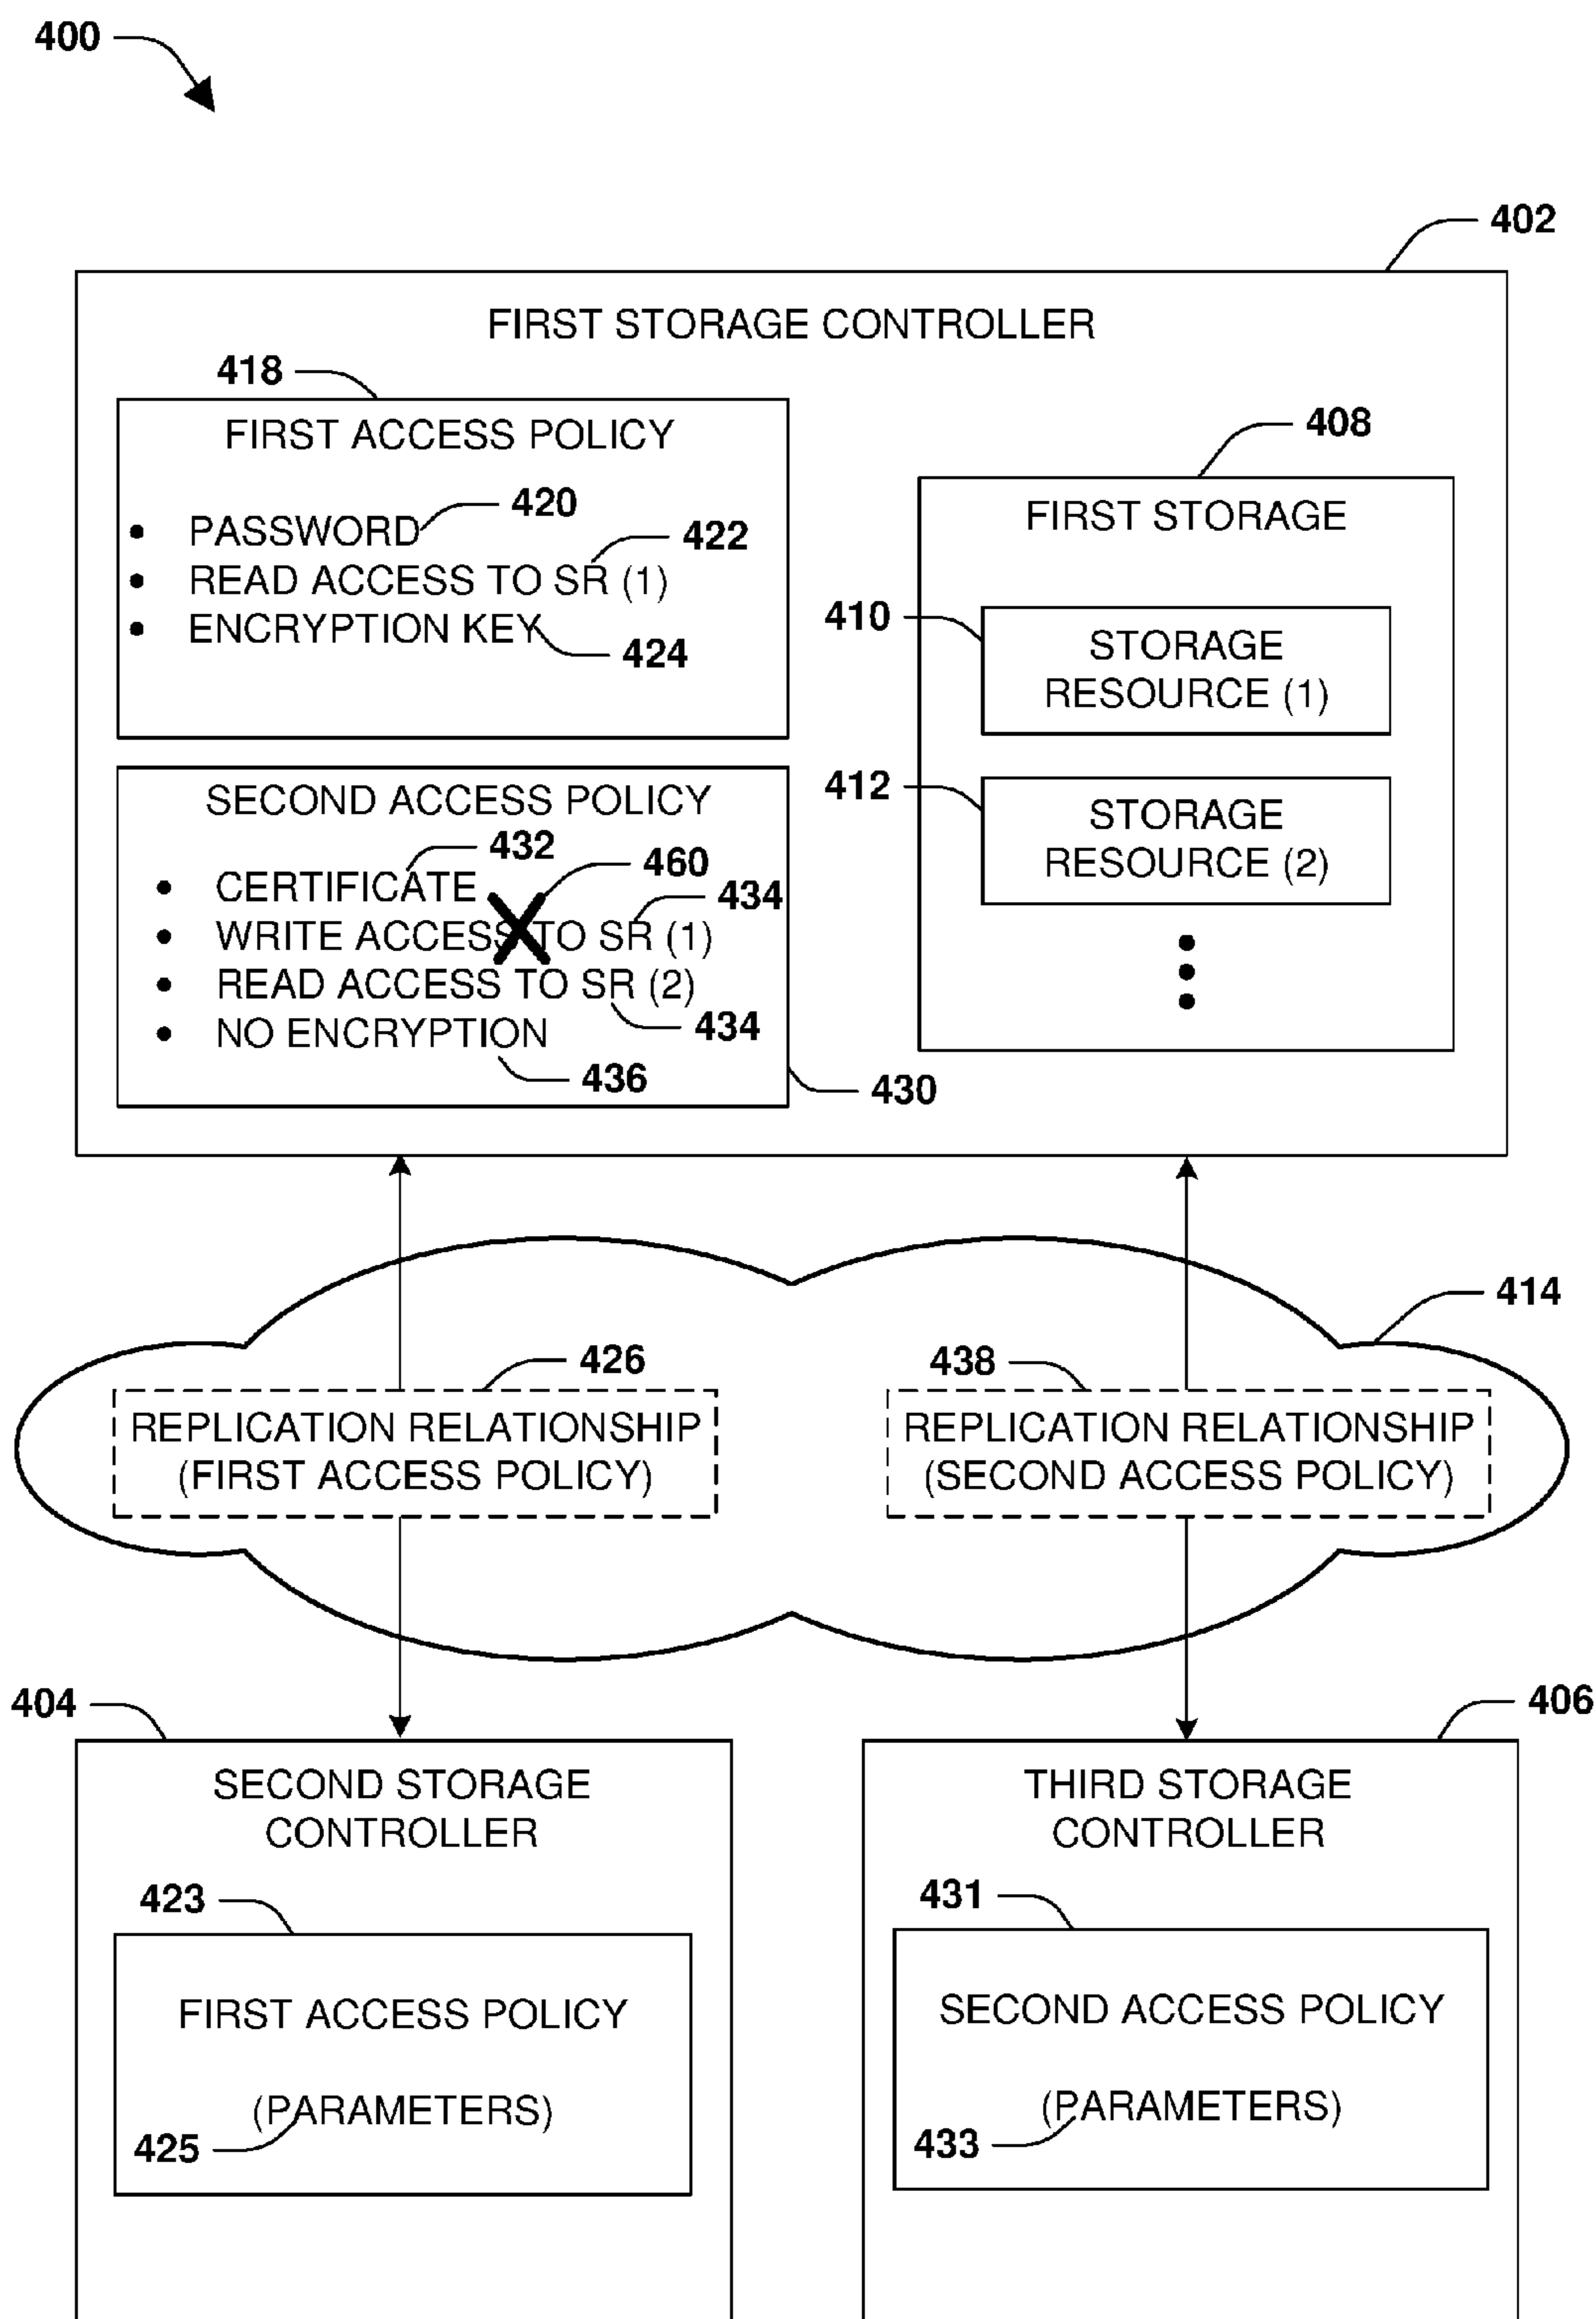 400
402
FIRST STORAGE CONTROLLER
418
FIRST ACCESS POLICY
420
• PASSWORD
422
• READ ACCESS TO SR (1)
• ENCRYPTION KEY
424
408
FIRST STORAGE
410
STORAGE
RESOURCE (1)
412
STORAGE
RESOURCE (2)
SECOND ACCESS POLICY
432
460
• CERTIFICATE
434
• WRITE ACCESS TO SR (1)
• READ ACCESS TO SR (2)
434
• NO ENCRYPTION
436
430
414
426
REPLICATION RELATIONSHIP
(FIRST ACCESS POLICY)
438
REPLICATION RELATIONSHIP
(SECOND ACCESS POLICY)
404
SECOND STORAGE
CONTROLLER
423
FIRST ACCESS POLICY
(PARAMETERS)
425
406
THIRD STORAGE
CONTROLLER
431
SECOND ACCESS POLICY
(PARAMETERS)
433